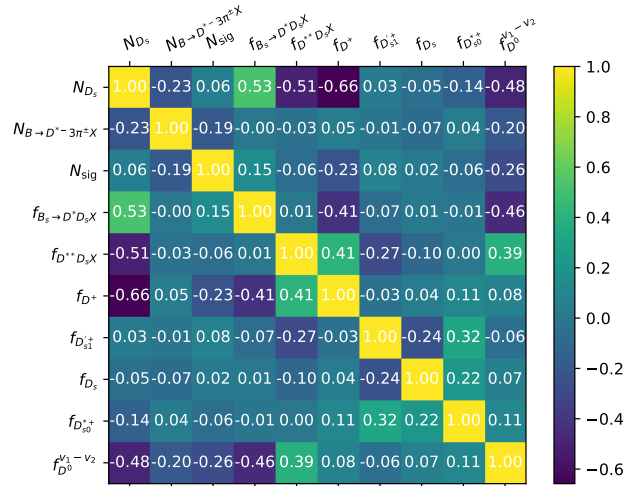 N_{D_s} N_{B→D^{*−}3π^±X} N_{sig} f_{B_s→D^*D_sX} f_{D^{**}D_sX} f_{D^+} f_{D_{s1}^{'+}} f_{D_s} f_{D_{s0}^{*+}} f_{D^0}^{v_1−v_2}
N_{D_s} 1.00 −0.23 0.06 0.53 −0.51 −0.66 0.03 −0.05 −0.14 −0.48
N_{B→D^{*−}3π^±X} −0.23 1.00 −0.19 −0.00 −0.03 0.05 −0.01 −0.07 0.04 −0.20
N_{sig} 0.06 −0.19 1.00 0.15 −0.06 −0.23 0.08 0.02 −0.06 −0.26
f_{B_s→D^*D_sX} 0.53 −0.00 0.15 1.00 0.01 −0.41 −0.07 0.01 −0.01 −0.46
f_{D^{**}D_sX} −0.51 −0.03 −0.06 0.01 1.00 0.41 −0.27 −0.10 0.00 0.39
f_{D^+} −0.66 0.05 −0.23 −0.41 0.41 1.00 −0.03 0.04 0.11 0.08
f_{D_{s1}^{'+}} 0.03 −0.01 0.08 −0.07 −0.27 −0.03 1.00 −0.24 0.32 −0.06
f_{D_s} −0.05 −0.07 0.02 0.01 −0.10 0.04 −0.24 1.00 0.22 0.07
f_{D_{s0}^{*+}} −0.14 0.04 −0.06 −0.01 0.00 0.11 0.32 0.22 1.00 0.11
f_{D^0}^{v_1−v_2} −0.48 −0.20 −0.26 −0.46 0.39 0.08 −0.06 0.07 0.11 1.00
1.0
0.8
0.6
0.4
0.2
0.0
−0.2
−0.4
−0.6